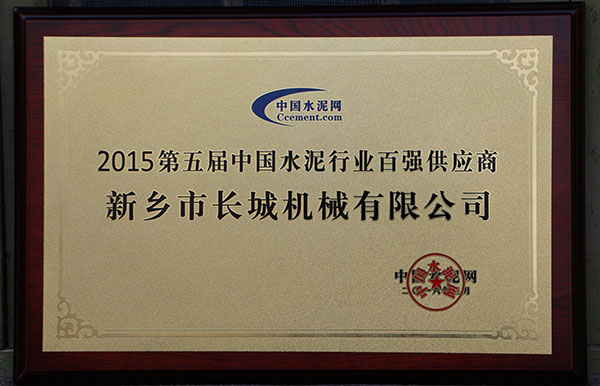 中国水泥网
Ccement.com
2015第五届中国水泥行业百强供应商
新乡市长城机械有限公司
中国水泥网